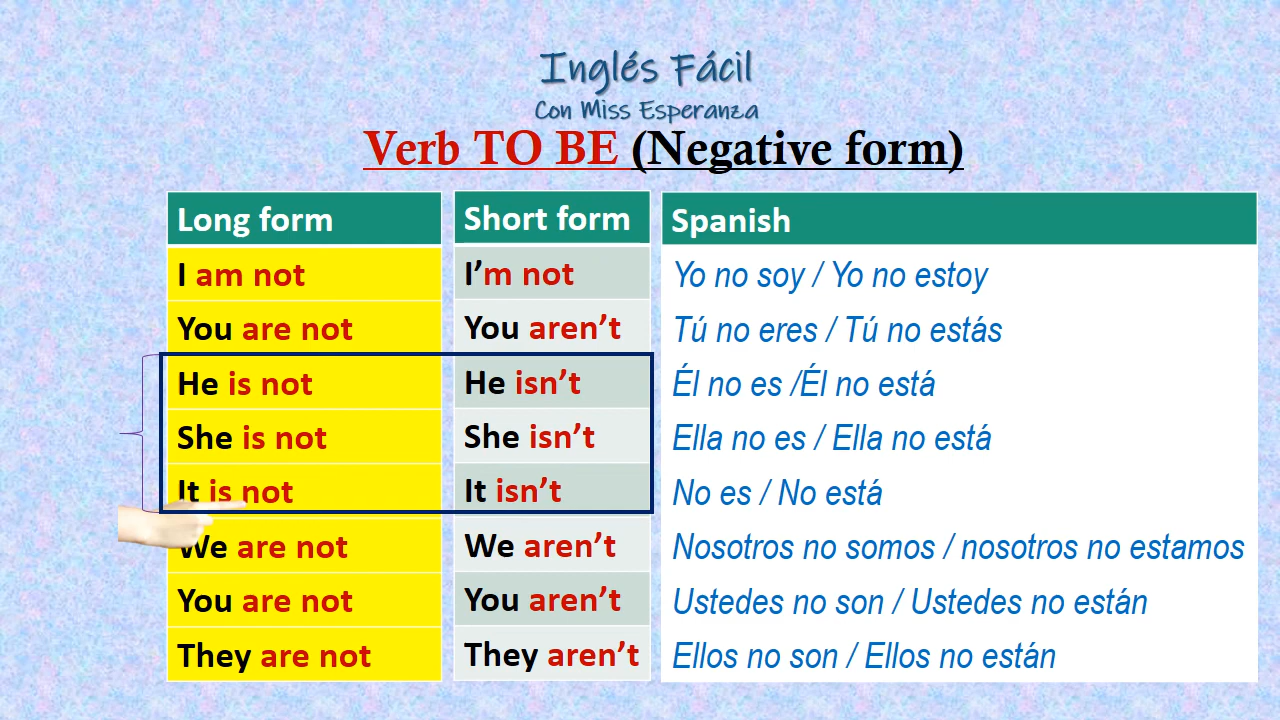 Inglés Fácil
Con Miss Esperanza
Verb TO BE (Negative form)
Long form Short form Spanish
I am not I’m not Yo no soy / Yo no estoy
You are not You aren’t Tú no eres / Tú no estás
He is not He isn’t Él no es /Él no está
She is not She isn’t Ella no es / Ella no está
It is not It isn’t No es / No está
We are not We aren’t Nosotros no somos / nosotros no estamos
You are not You aren’t Ustedes no son / Ustedes no están
They are not They aren’t Ellos no son / Ellos no están